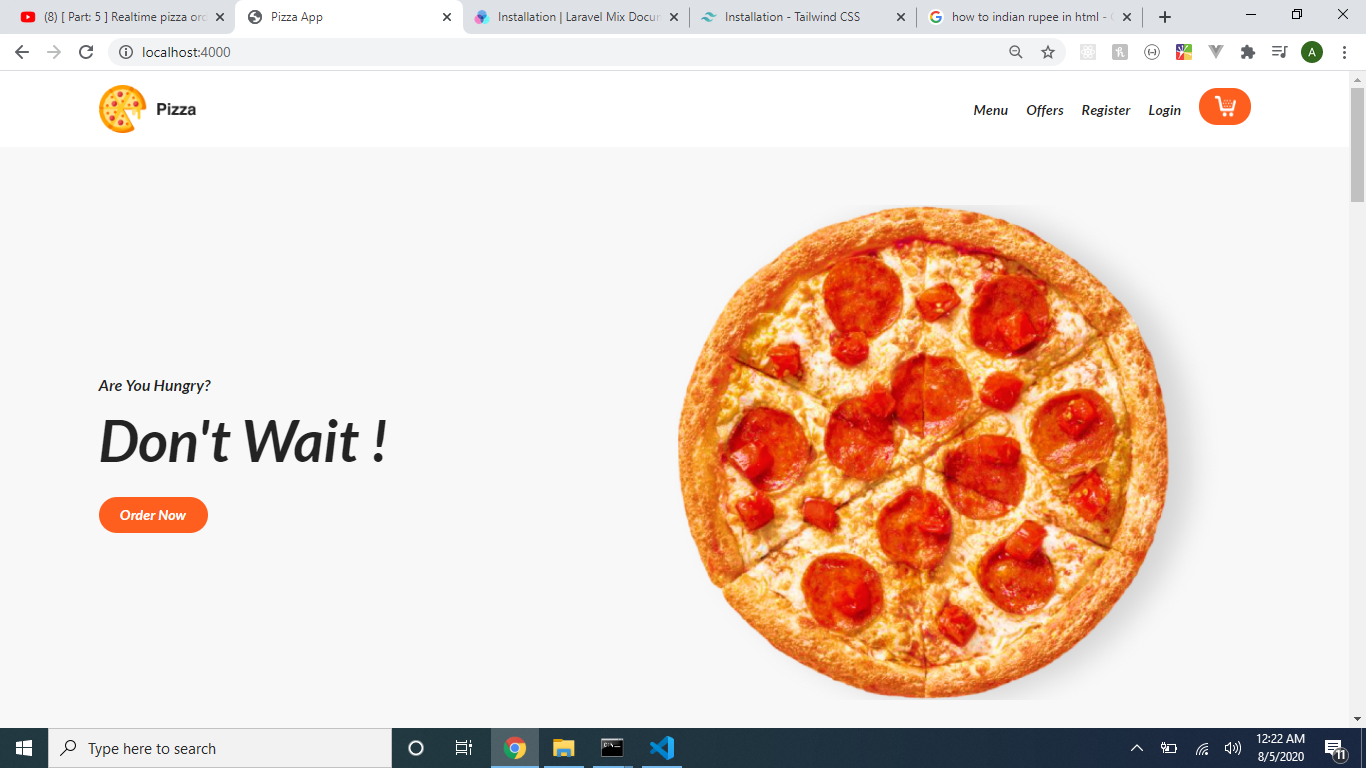 (8) [ Part: 5 ] Realtime pizza ord
Pizza App
Installation | Laravel Mix Docum
Installation - Tailwind CSS
how to indian rupee in html -
localhost:4000
A
Pizza
Menu
Offers
Register
Login
Are You Hungry?
Don't Wait !
Order Now
Type here to search
12:22 AM
8/5/2020
11